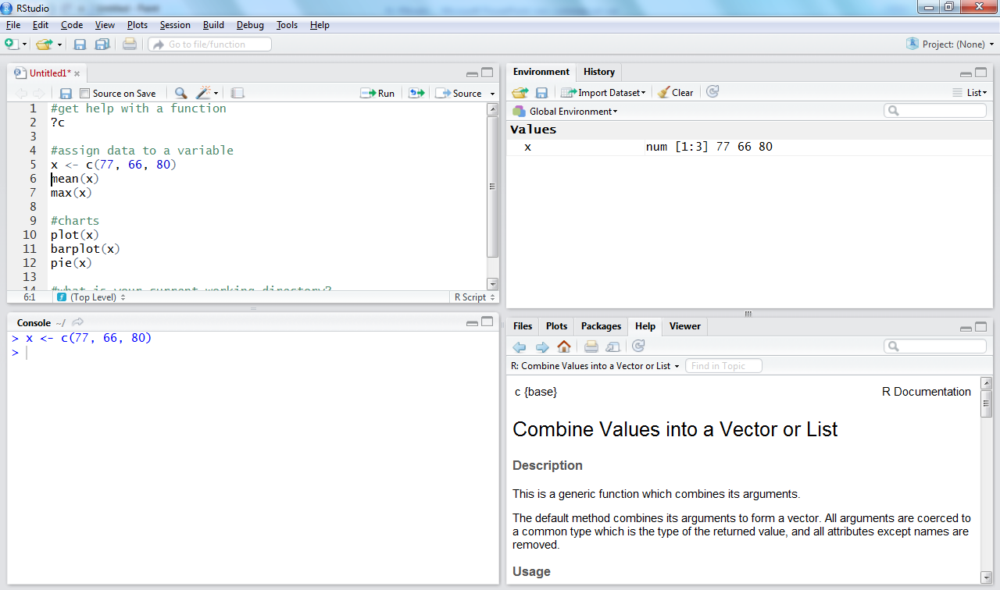 RStudio
File Edit Code View Plots Session Build Debug Tools Help
Go to file/function
Project: (None)
Untitled1*
Source on Save
Run
Source
1 #get help with a function
2 ?c
3
4 #assign data to a variable
5 x <- c(77, 66, 80)
6 mean(x)
7 max(x)
8
9 #charts
10 plot(x)
11 barplot(x)
12 pie(x)
13
14 #what is your current working directory?
6:1 (Top Level) R Script
Console ~/
> x <- c(77, 66, 80)
>
Environment History
Import Dataset Clear List
Global Environment
Values
x num [1:3] 77 66 80
Files Plots Packages Help Viewer
R: Combine Values into a Vector or List Find in Topic
c {base} R Documentation
Combine Values into a Vector or List
Description
This is a generic function which combines its arguments.
The default method combines its arguments to form a vector. All arguments are coerced to
a common type which is the type of the returned value, and all attributes except names are
removed.
Usage